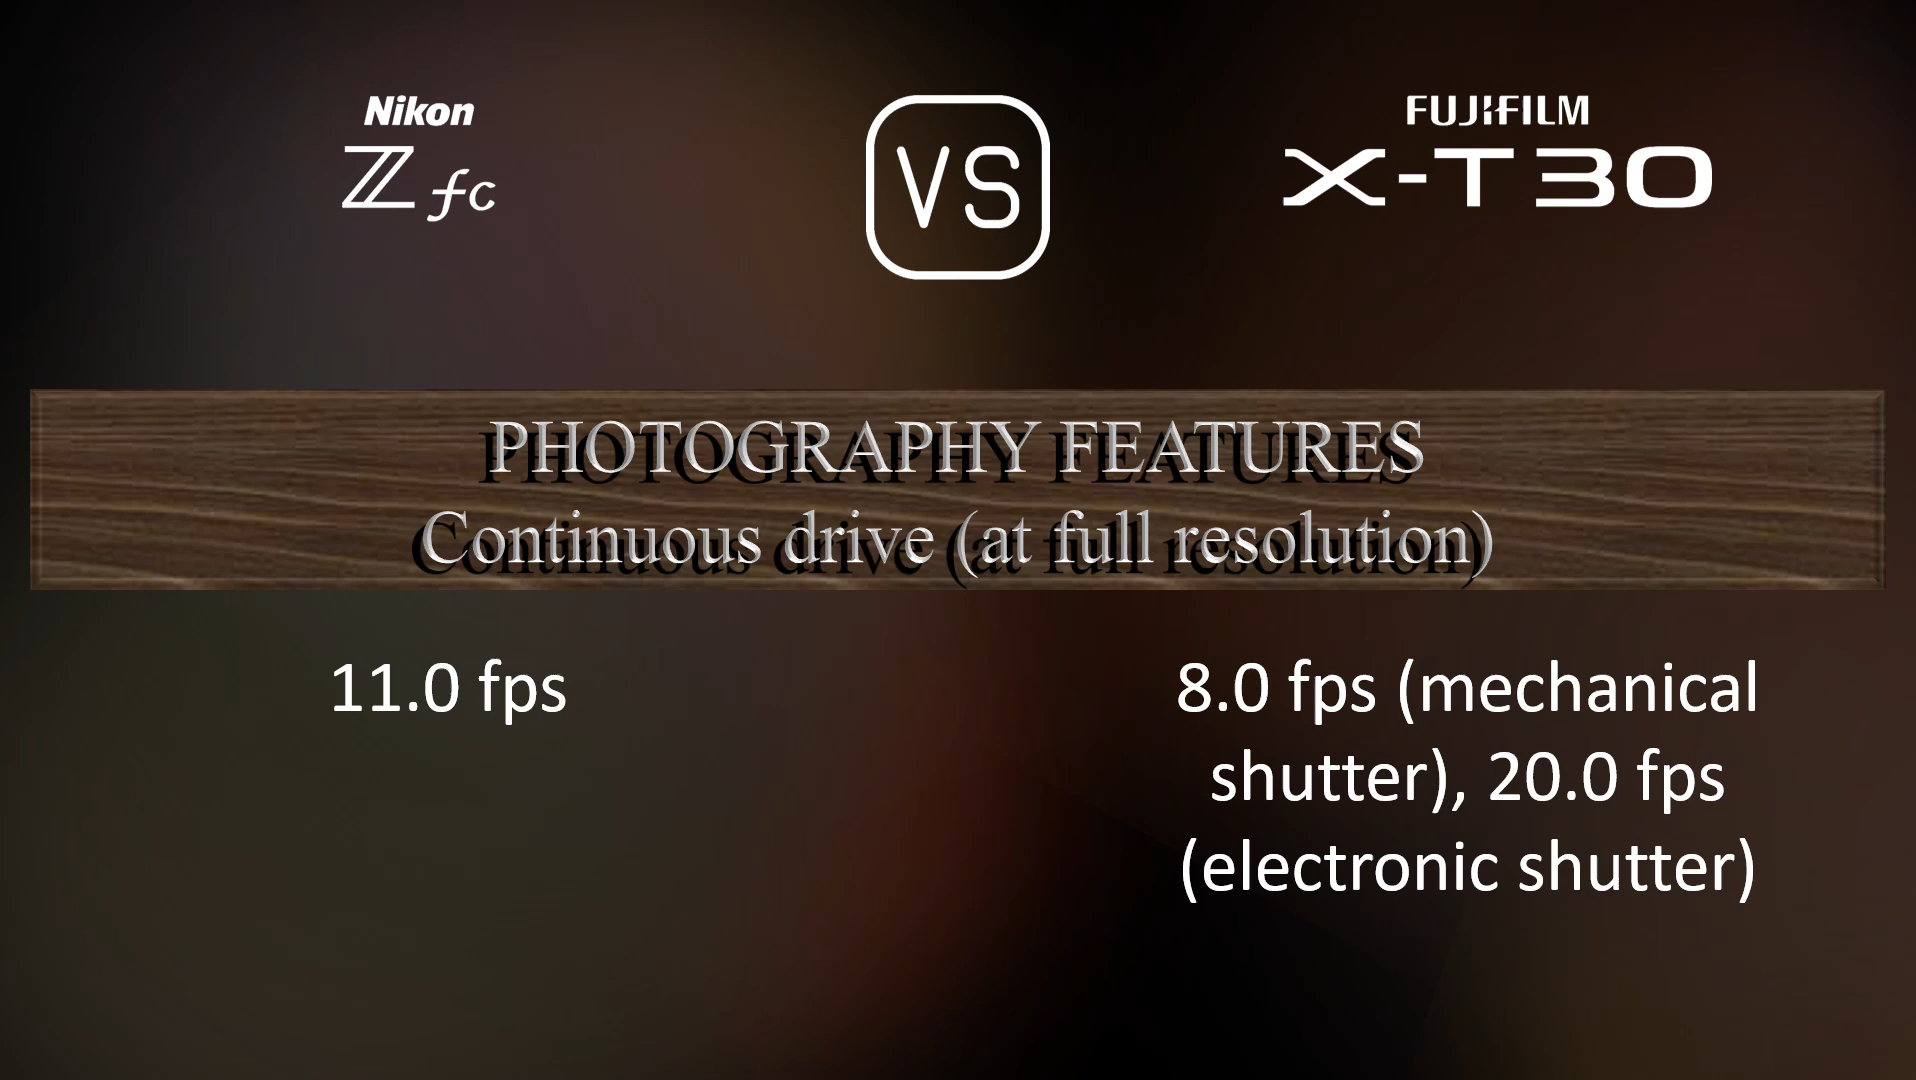 Nikon
Z fc
VS
FUJIFILM
X-T30
PHOTOGRAPHY FEATURES
Continuous drive (at full resolution)
11.0 fps
8.0 fps (mechanical
shutter), 20.0 fps
(electronic shutter)